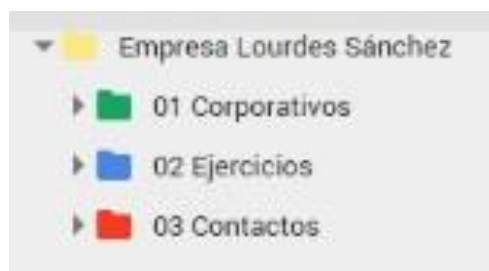 Empresa Lourdes Sánchez
01 Corporativos
02 Ejercicios
03 Contactos